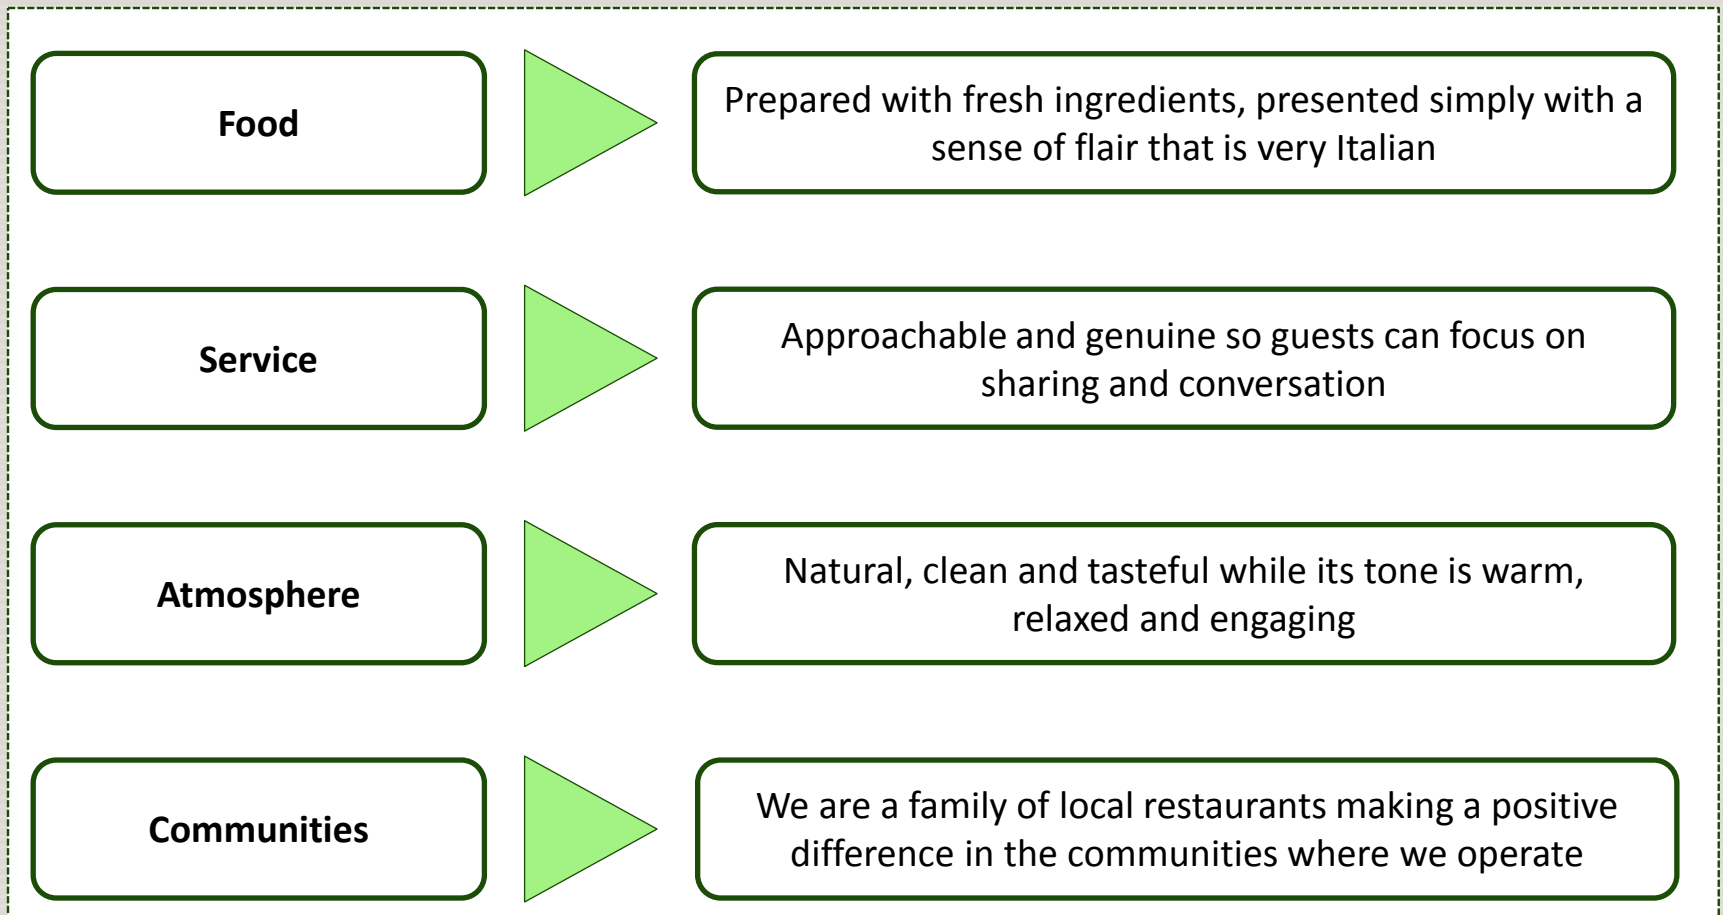 Food
Prepared with fresh ingredients, presented simply with a
sense of flair that is very Italian
Service
Approachable and genuine so guests can focus on
sharing and conversation
Atmosphere
Natural, clean and tasteful while its tone is warm,
relaxed and engaging
Communities
We are a family of local restaurants making a positive
difference in the communities where we operate